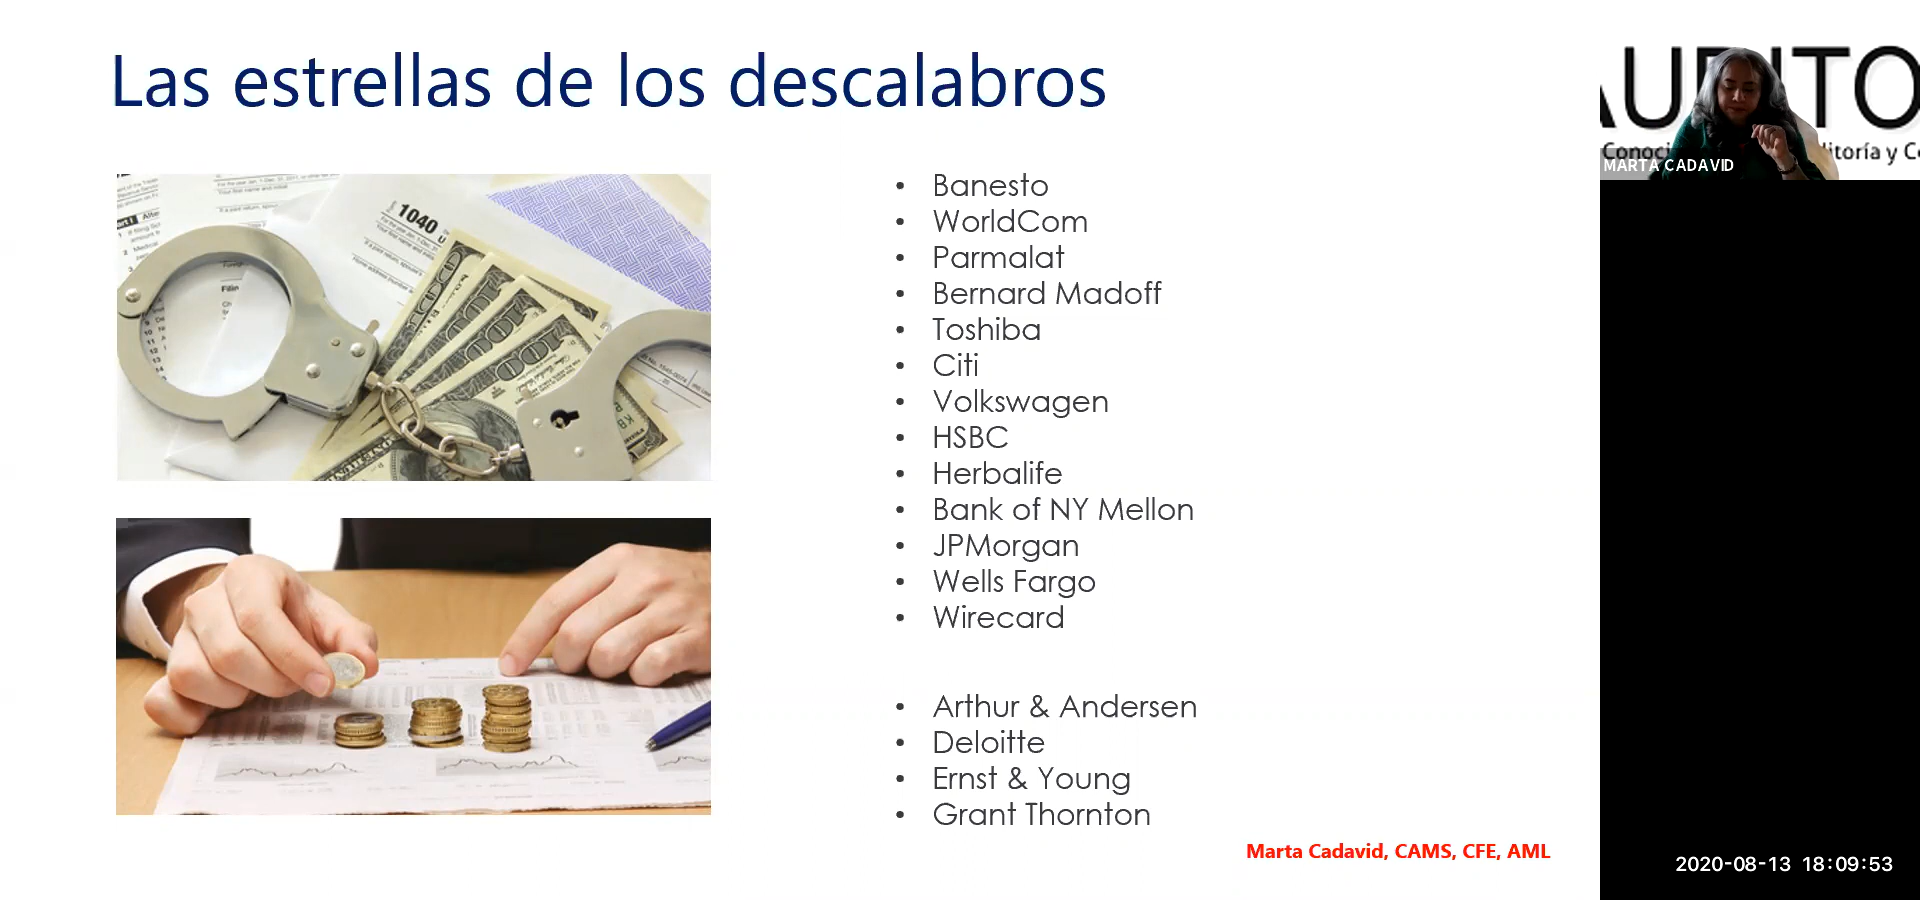 Las estrellas de los descalabros
1040
• Banesto
• WorldCom
• Parmalat
• Bernard Madoff
• Toshiba
• Citi
• Volkswagen
• HSBC
• Herbalife
• Bank of NY Mellon
• JPMorgan
• Wells Fargo
• Wirecard
• Arthur & Andersen
• Deloitte
• Ernst & Young
• Grant Thornton
Marta Cadavid, CAMS, CFE, AML
MARTA CADAVID
2020-08-13 18:09:53